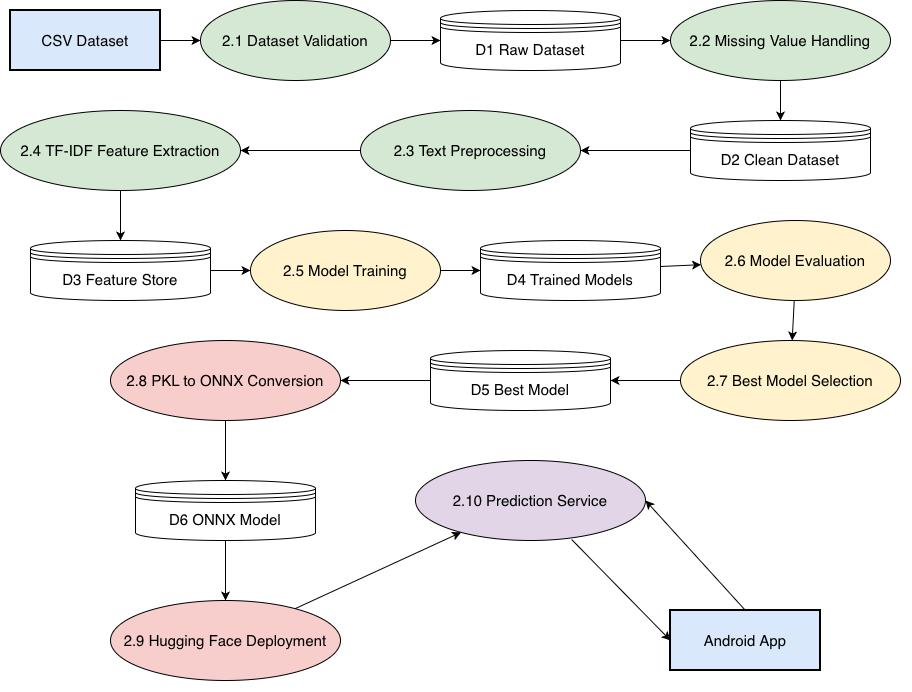 CSV Dataset
2.1 Dataset Validation
D1 Raw Dataset
2.2 Missing Value Handling
2.4 TF-IDF Feature Extraction
2.3 Text Preprocessing
D2 Clean Dataset
D3 Feature Store
2.5 Model Training
D4 Trained Models
2.6 Model Evaluation
2.8 PKL to ONNX Conversion
D5 Best Model
2.7 Best Model Selection
D6 ONNX Model
2.10 Prediction Service
2.9 Hugging Face Deployment
Android App